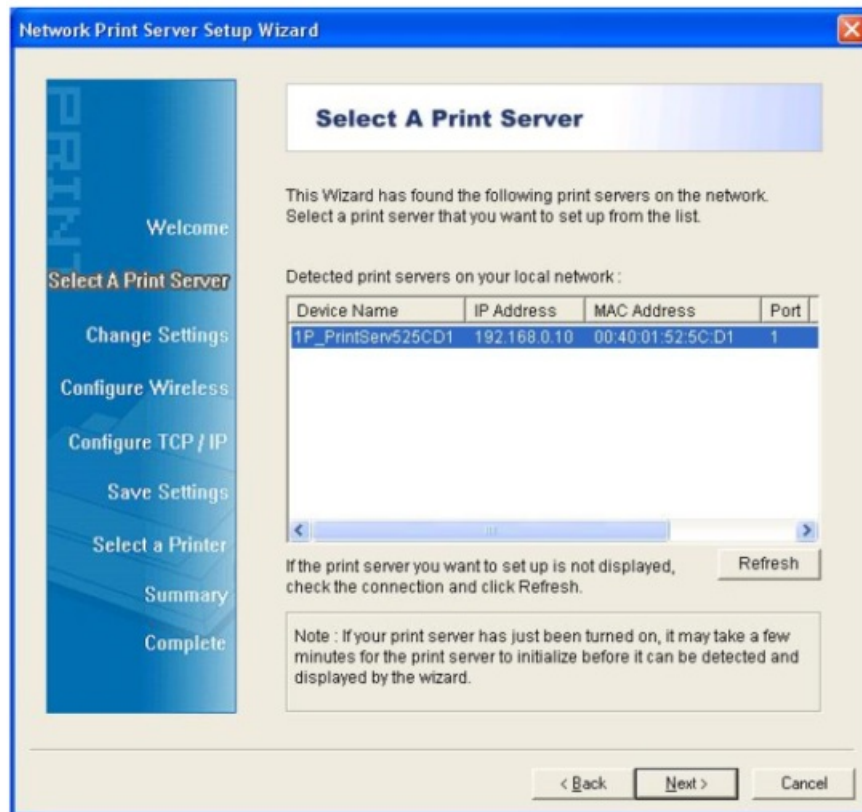 Network Print Server Setup Wizard
PRINT
Welcome
Select A Print Server
Change Settings
Configure Wireless
Configure TCP / IP
Save Settings
Select a Printer
Summary
Complete
Select A Print Server
This Wizard has found the following print servers on the network.
Select a print server that you want to set up from the list.
Detected print servers on your local network :
Device Name IP Address MAC Address Port
1P_PrintServ525CD1 192.168.0.10 00:40:01:52:5C:D1 1
If the print server you want to set up is not displayed,
check the connection and click Refresh.
Refresh
Note : If your print server has just been turned on, it may take a few
minutes for the print server to initialize before it can be detected and
displayed by the wizard.
< Back Next > Cancel